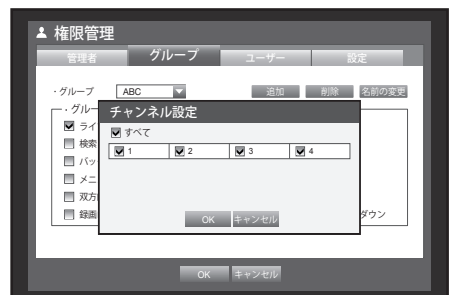 権限管理
管理者 グループ ユーザー 設定
・グループ ABC 追加 削除 名前の変更
・グルー
チャンネル設定
ライ
すべて
検索
1 2 3 4
バッ
メニ
双方
録画 ダウン
OK キャンセル
OK キャンセル